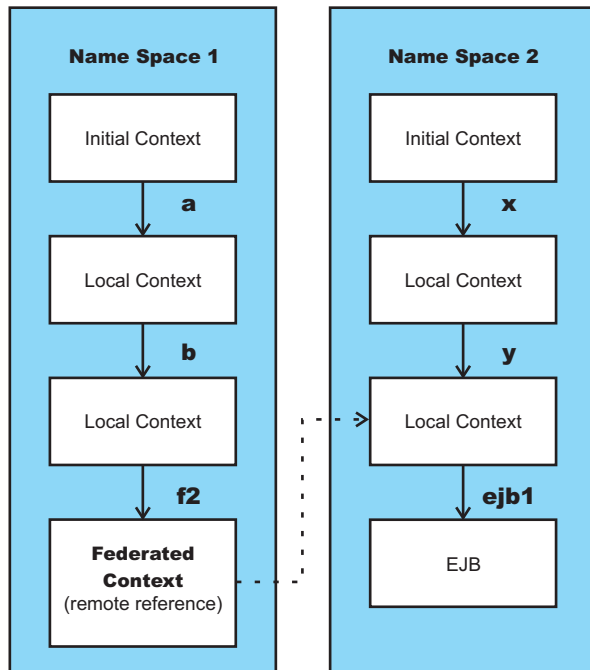 Name Space 1
Initial Context
a
Local Context
b
Local Context
f2
Federated
Context
(remote reference)
Name Space 2
Initial Context
x
Local Context
y
Local Context
ejb1
EJB